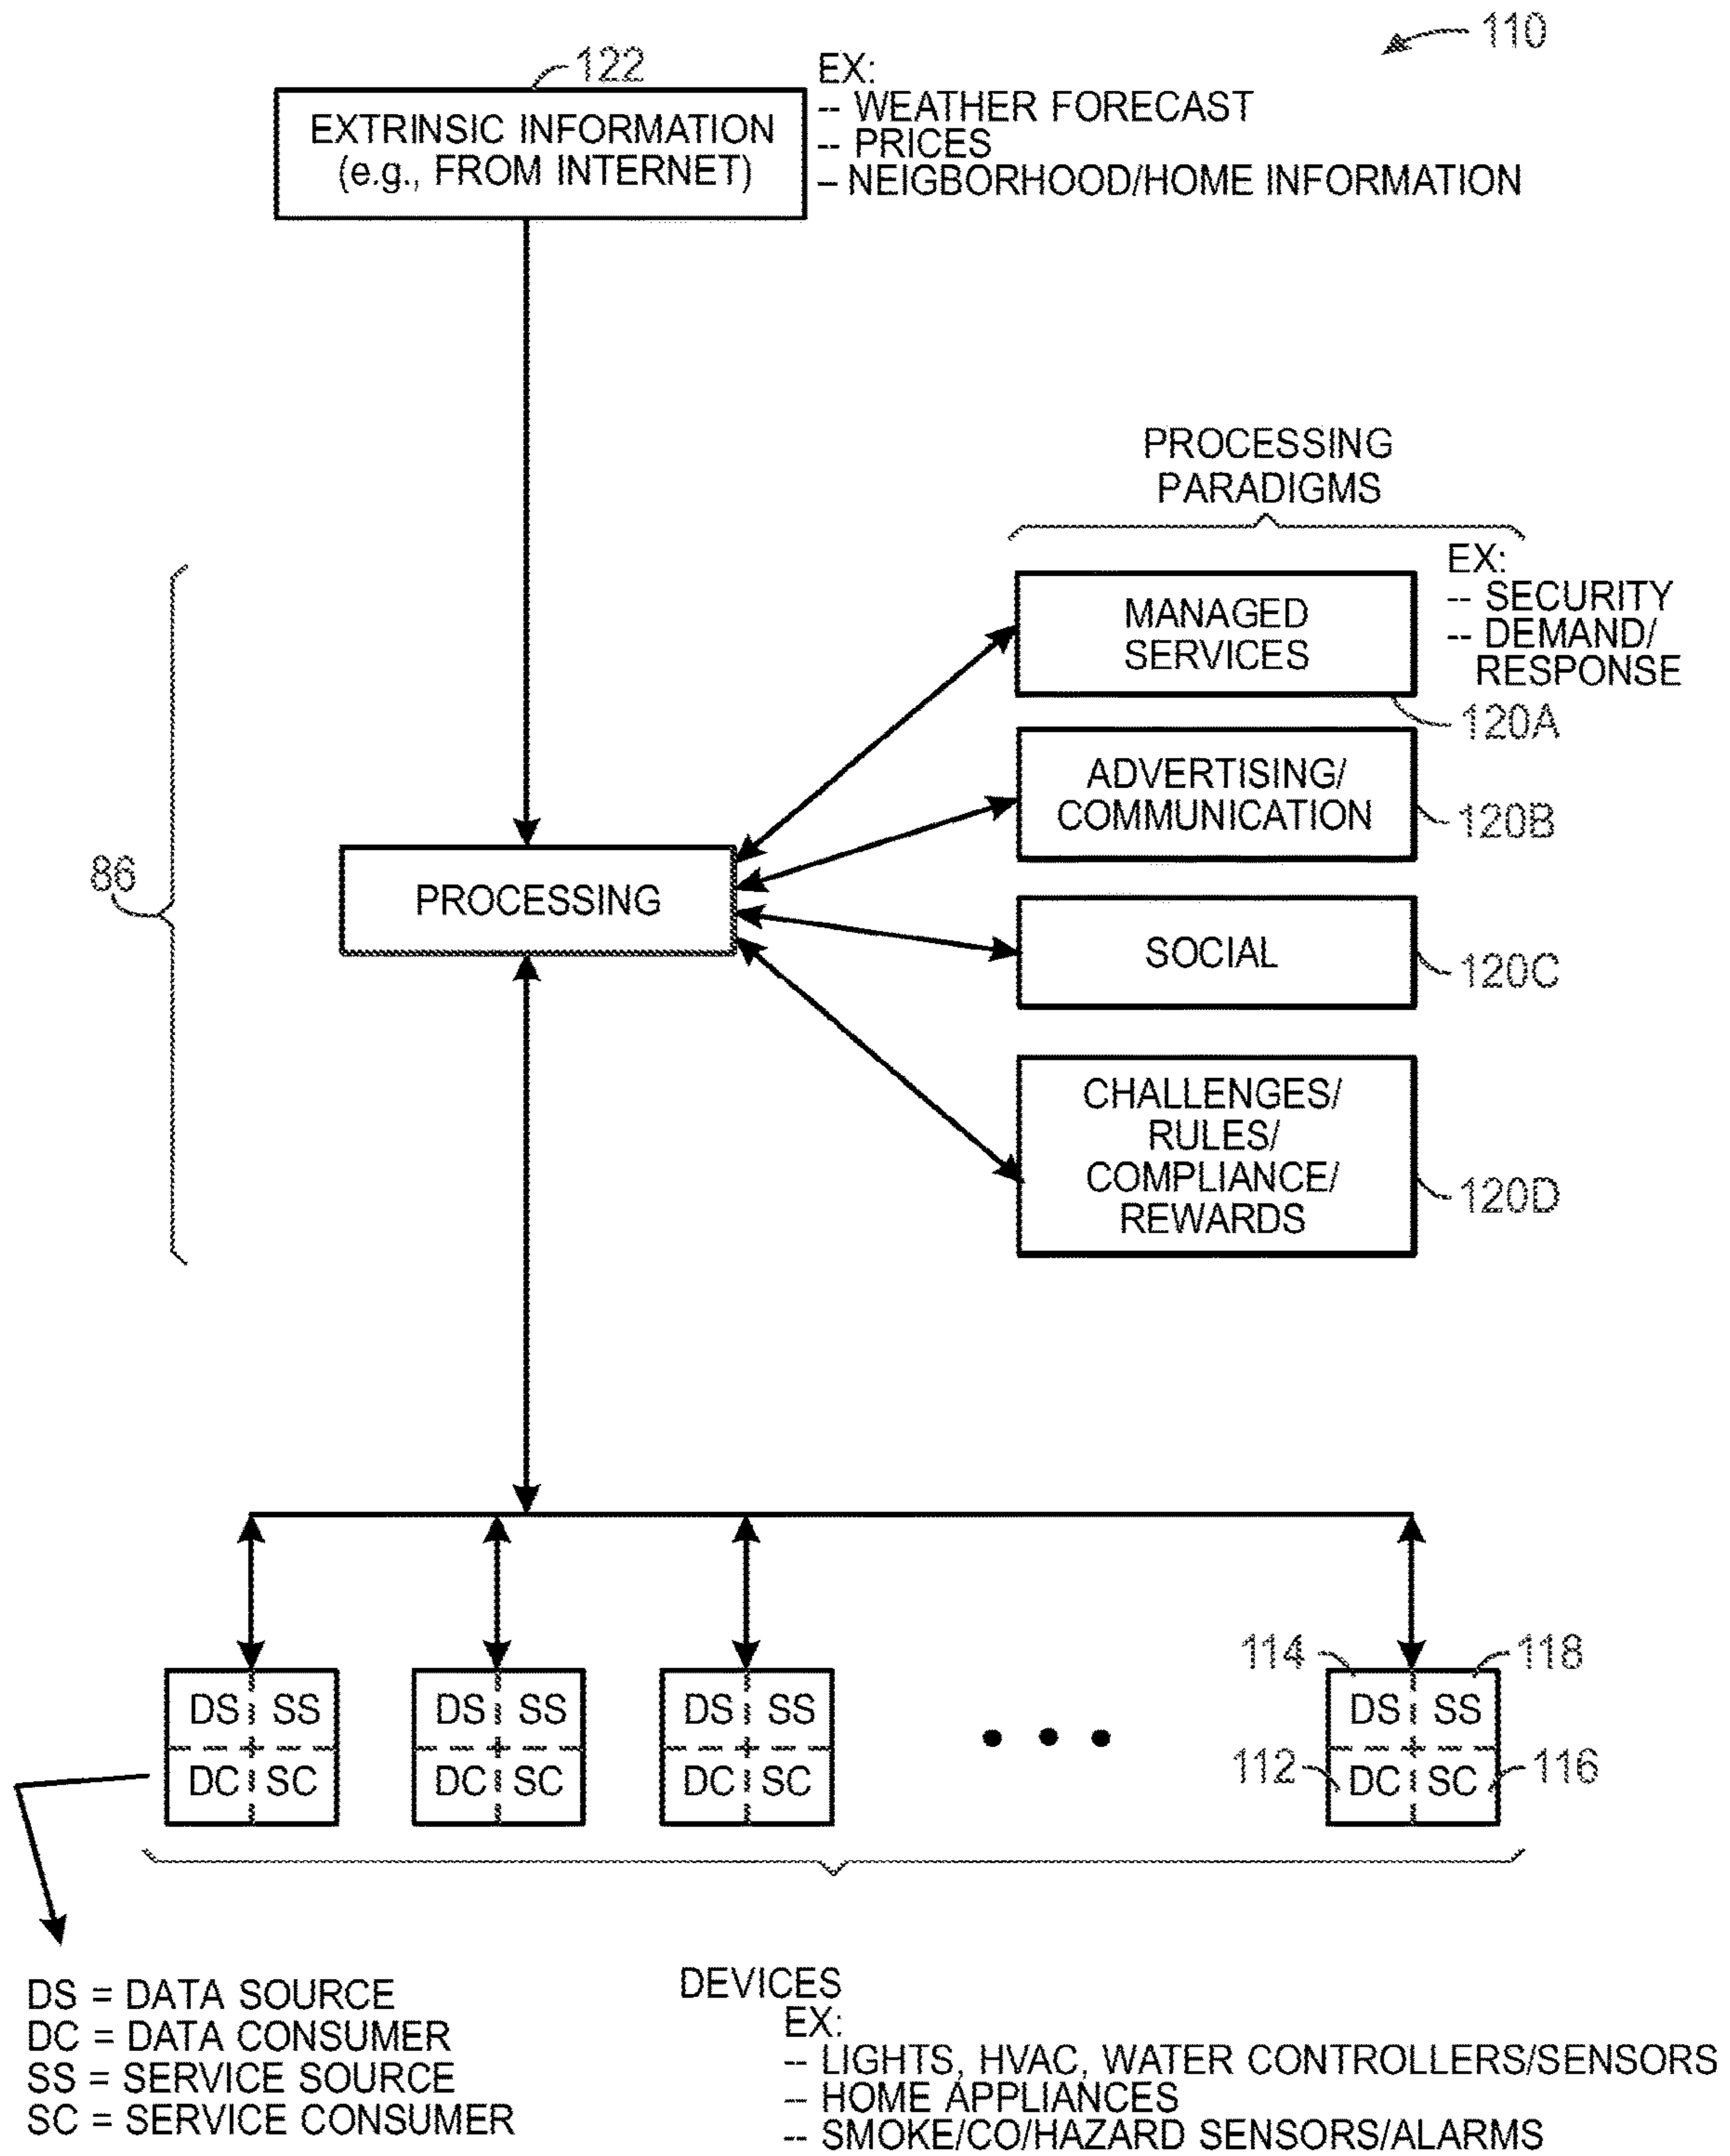 110
122
EXTRINSIC INFORMATION
(e.g., FROM INTERNET)
EX:
-- WEATHER FORECAST
-- PRICES
– NEIGBORHOOD/HOME INFORMATION
PROCESSING
PARADIGMS
MANAGED
SERVICES
EX:
-- SECURITY
-- DEMAND/
RESPONSE
120A
ADVERTISING/
COMMUNICATION
120B
86
PROCESSING
SOCIAL
120C
CHALLENGES/
RULES/
COMPLIANCE/
REWARDS
120D
114
118
DS SS
DC SC
DS SS
DC SC
DS SS
DC SC
• • •
DS SS
DC SC
112
116
DS = DATA SOURCE
DC = DATA CONSUMER
SS = SERVICE SOURCE
SC = SERVICE CONSUMER
DEVICES
EX:
-- LIGHTS, HVAC, WATER CONTROLLERS/SENSORS
-- HOME APPLIANCES
-- SMOKE/CO/HAZARD SENSORS/ALARMS